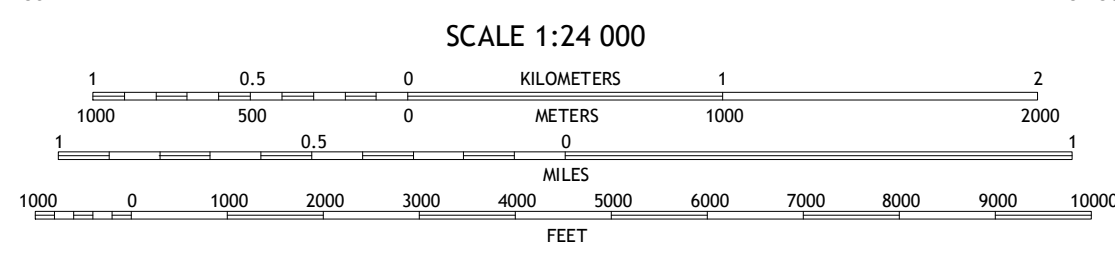 SCALE 1:24 000
1 0.5 0 KILOMETERS 1 2
1000 500 0 METERS 1000 2000
1 0.5 0 1
MILES
1000 0 1000 2000 3000 4000 5000 6000 7000 8000 9000 10000
FEET